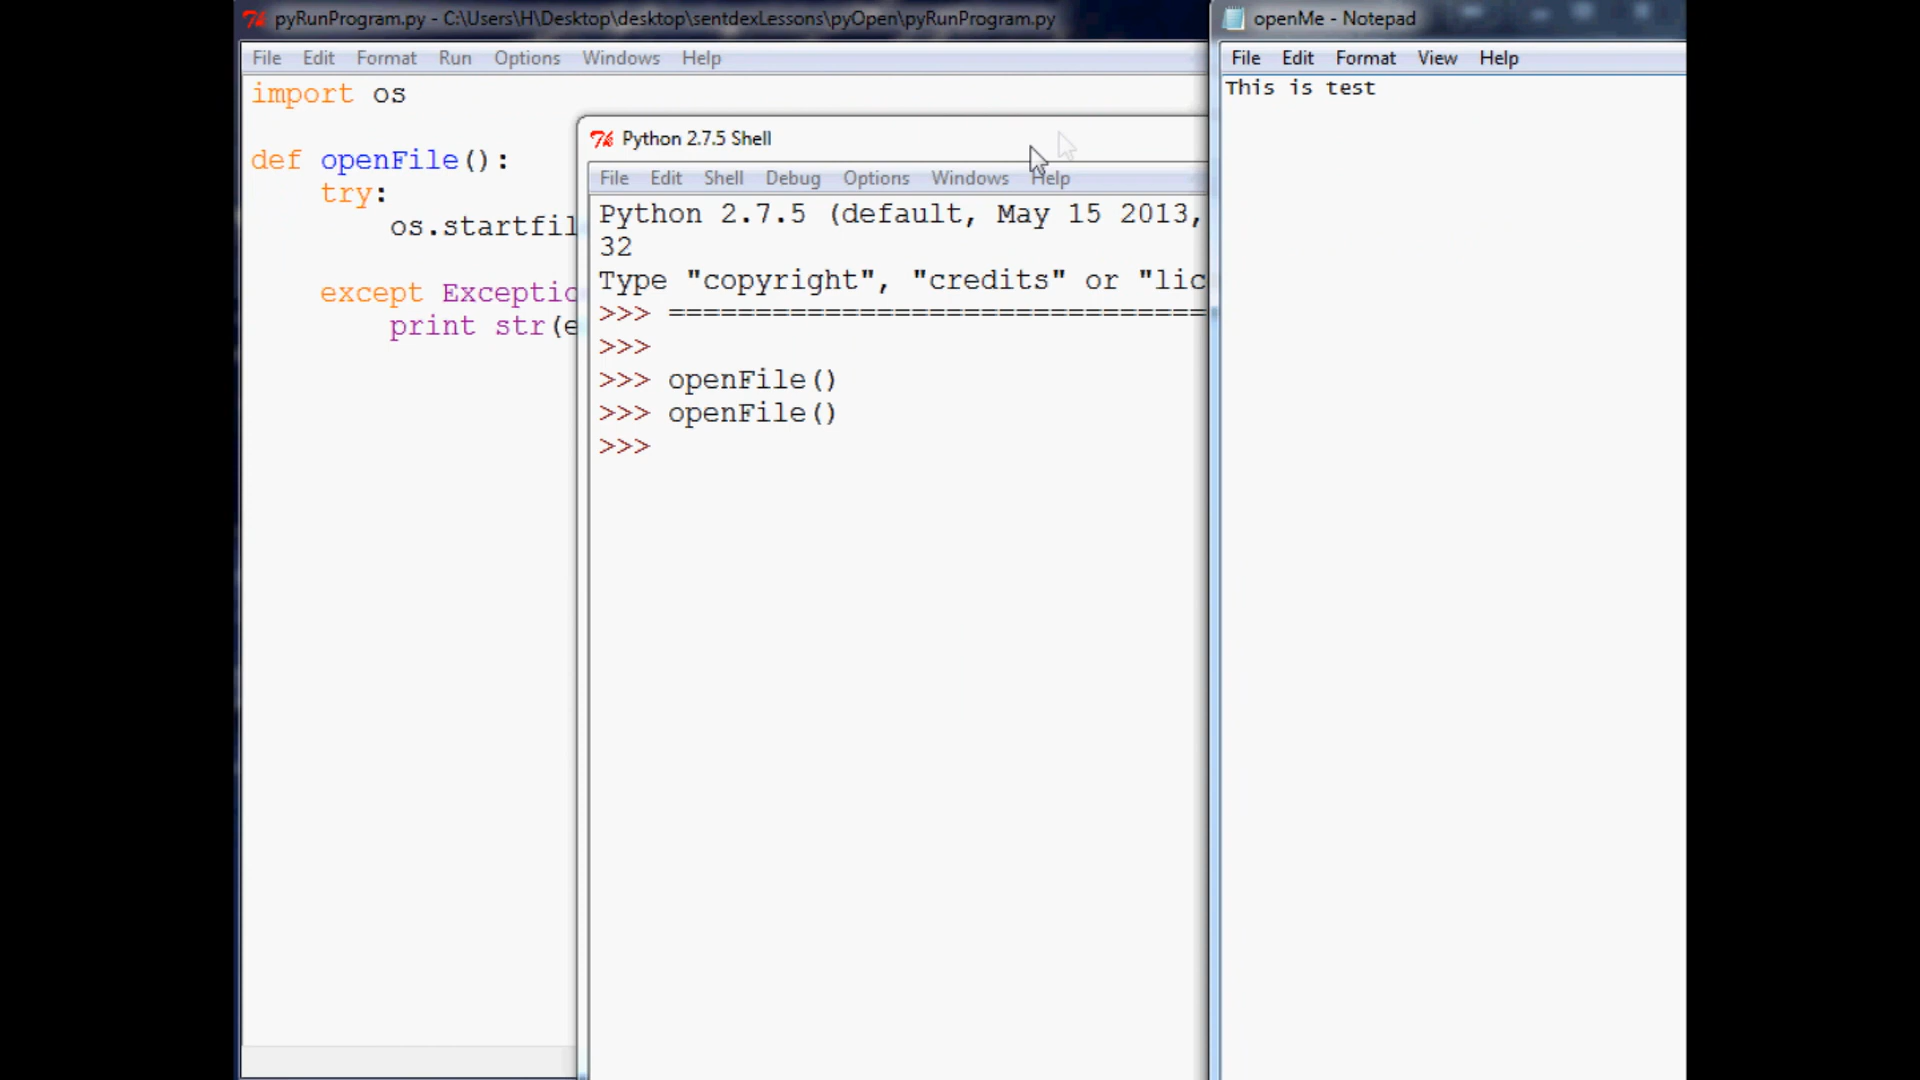 pyRunProgram.py - C:\Users\H\Desktop\desktop\sentdexLessons\pyOpen\pyRunProgram.py
File Edit Format Run Options Windows Help
import os
def openFile():
try:
os.startfil
except Exceptio
print str(e
Python 2.7.5 Shell
File Edit Shell Debug Options Windows Help
Python 2.7.5 (default, May 15 2013,
32
Type "copyright", "credits" or "lic
>>> ===============================
>>>
>>> openFile()
>>> openFile()
>>>
openMe - Notepad
File Edit Format View Help
This is test